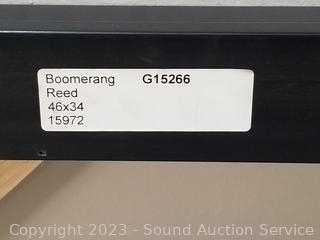 Boomerang G15266
Reed
46x34
15972
Copyright 2023 - Sound Auction Service